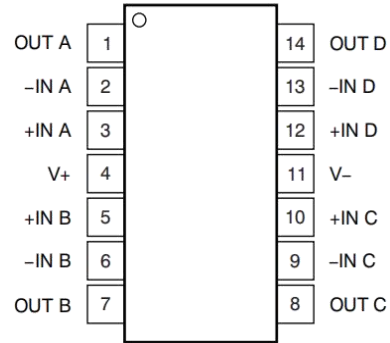 OUT A 1 14 OUT D
−IN A 2 13 −IN D
+IN A 3 12 +IN D
V+ 4 11 V−
+IN B 5 10 +IN C
−IN B 6 9 −IN C
OUT B 7 8 OUT C